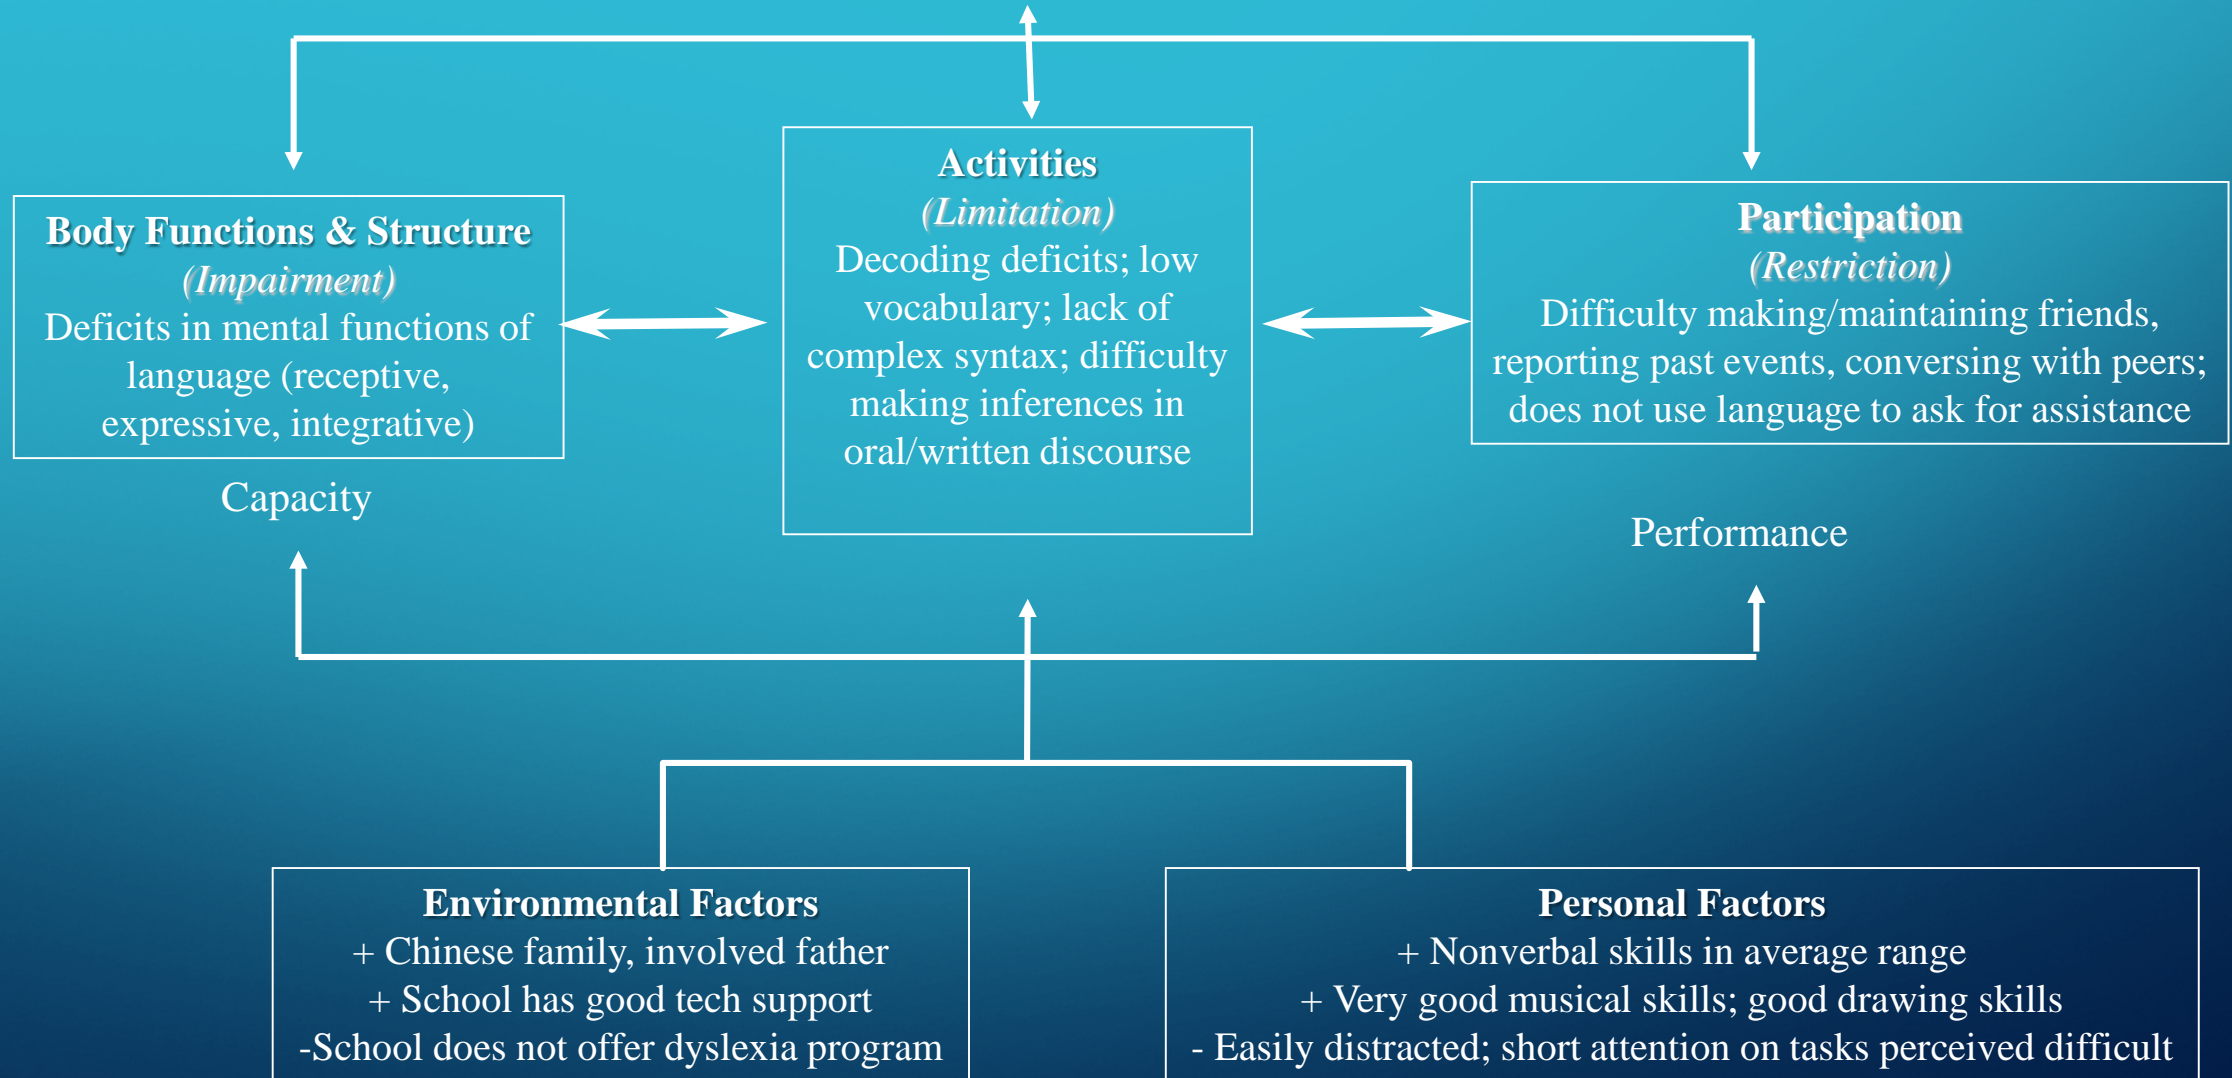 Body Functions & Structure
(Impairment)
Deficits in mental functions of
language (receptive,
expressive, integrative)
Capacity
Activities
(Limitation)
Decoding deficits; low
vocabulary; lack of
complex syntax; difficulty
making inferences in
oral/written discourse
Participation
(Restriction)
Difficulty making/maintaining friends,
reporting past events, conversing with peers;
does not use language to ask for assistance
Performance
Environmental Factors
+ Chinese family, involved father
+ School has good tech support
-School does not offer dyslexia program
Personal Factors
+ Nonverbal skills in average range
+ Very good musical skills; good drawing skills
- Easily distracted; short attention on tasks perceived difficult